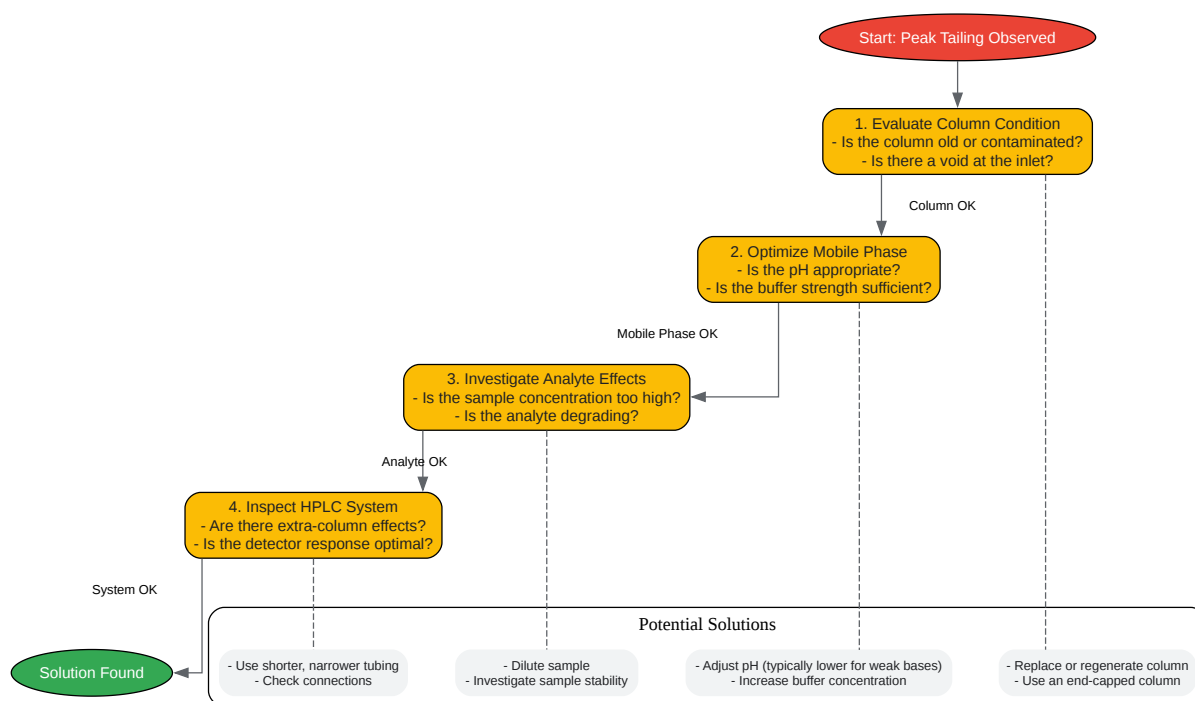 Start: Peak Tailing Observed
1. Evaluate Column Condition
- Is the column old or contaminated?
- Is there a void at the inlet?
Column OK
2. Optimize Mobile Phase
- Is the pH appropriate?
- Is the buffer strength sufficient?
Mobile Phase OK
3. Investigate Analyte Effects
- Is the sample concentration too high?
- Is the analyte degrading?
Analyte OK
4. Inspect HPLC System
- Are there extra-column effects?
- Is the detector response optimal?
System OK
Solution Found
Potential Solutions
- Use shorter, narrower tubing
- Check connections
- Dilute sample
- Investigate sample stability
- Adjust pH (typically lower for weak bases)
- Increase buffer concentration
- Replace or regenerate column
- Use an end-capped column